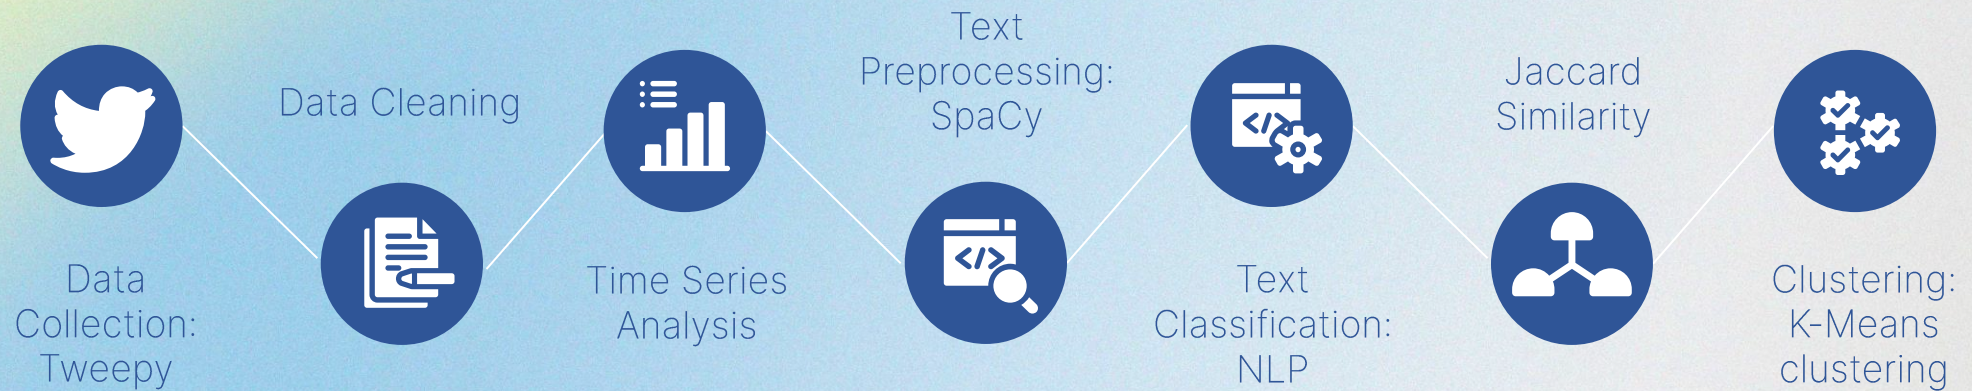 Data
Collection:
Tweepy
Data Cleaning
Time Series
Analysis
Text
Preprocessing:
SpaCy
Text
Classification:
NLP
Jaccard
Similarity
Clustering:
K-Means
clustering